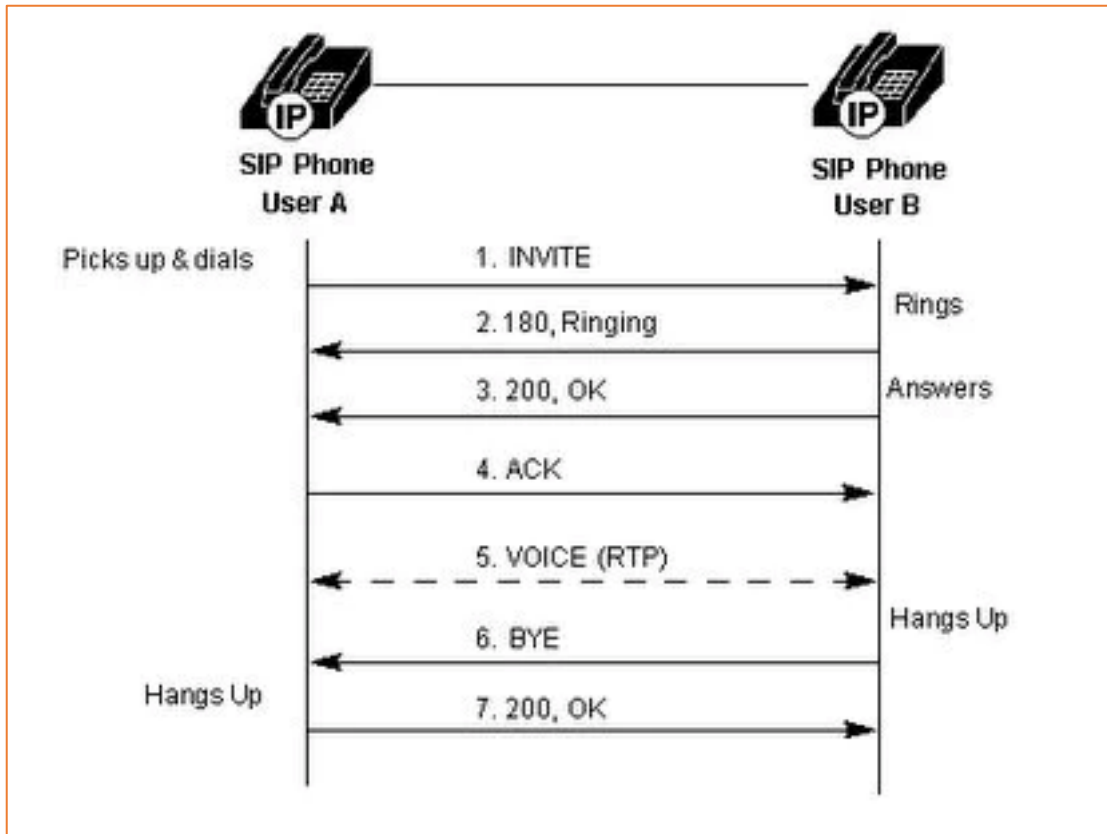 IP
IP
SIP Phone
User A
SIP Phone
User B
Picks up & dials
1. INVITE
Rings
2. 180, Ringing
3. 200, OK
Answers
4. ACK
5. VOICE (RTP)
Hangs Up
6. BYE
Hangs Up
7. 200, OK